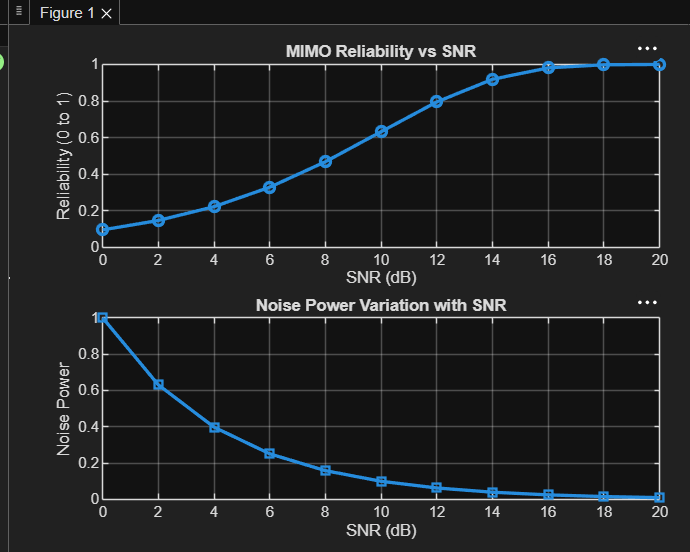 Figure 1
MIMO Reliability vs SNR
Reliability (0 to 1)
1
0.8
0.6
0.4
0.2
0
0 2 4 6 8 10 12 14 16 18 20
SNR (dB)
Noise Power Variation with SNR
Noise Power
1
0.8
0.6
0.4
0.2
0
0 2 4 6 8 10 12 14 16 18 20
SNR (dB)